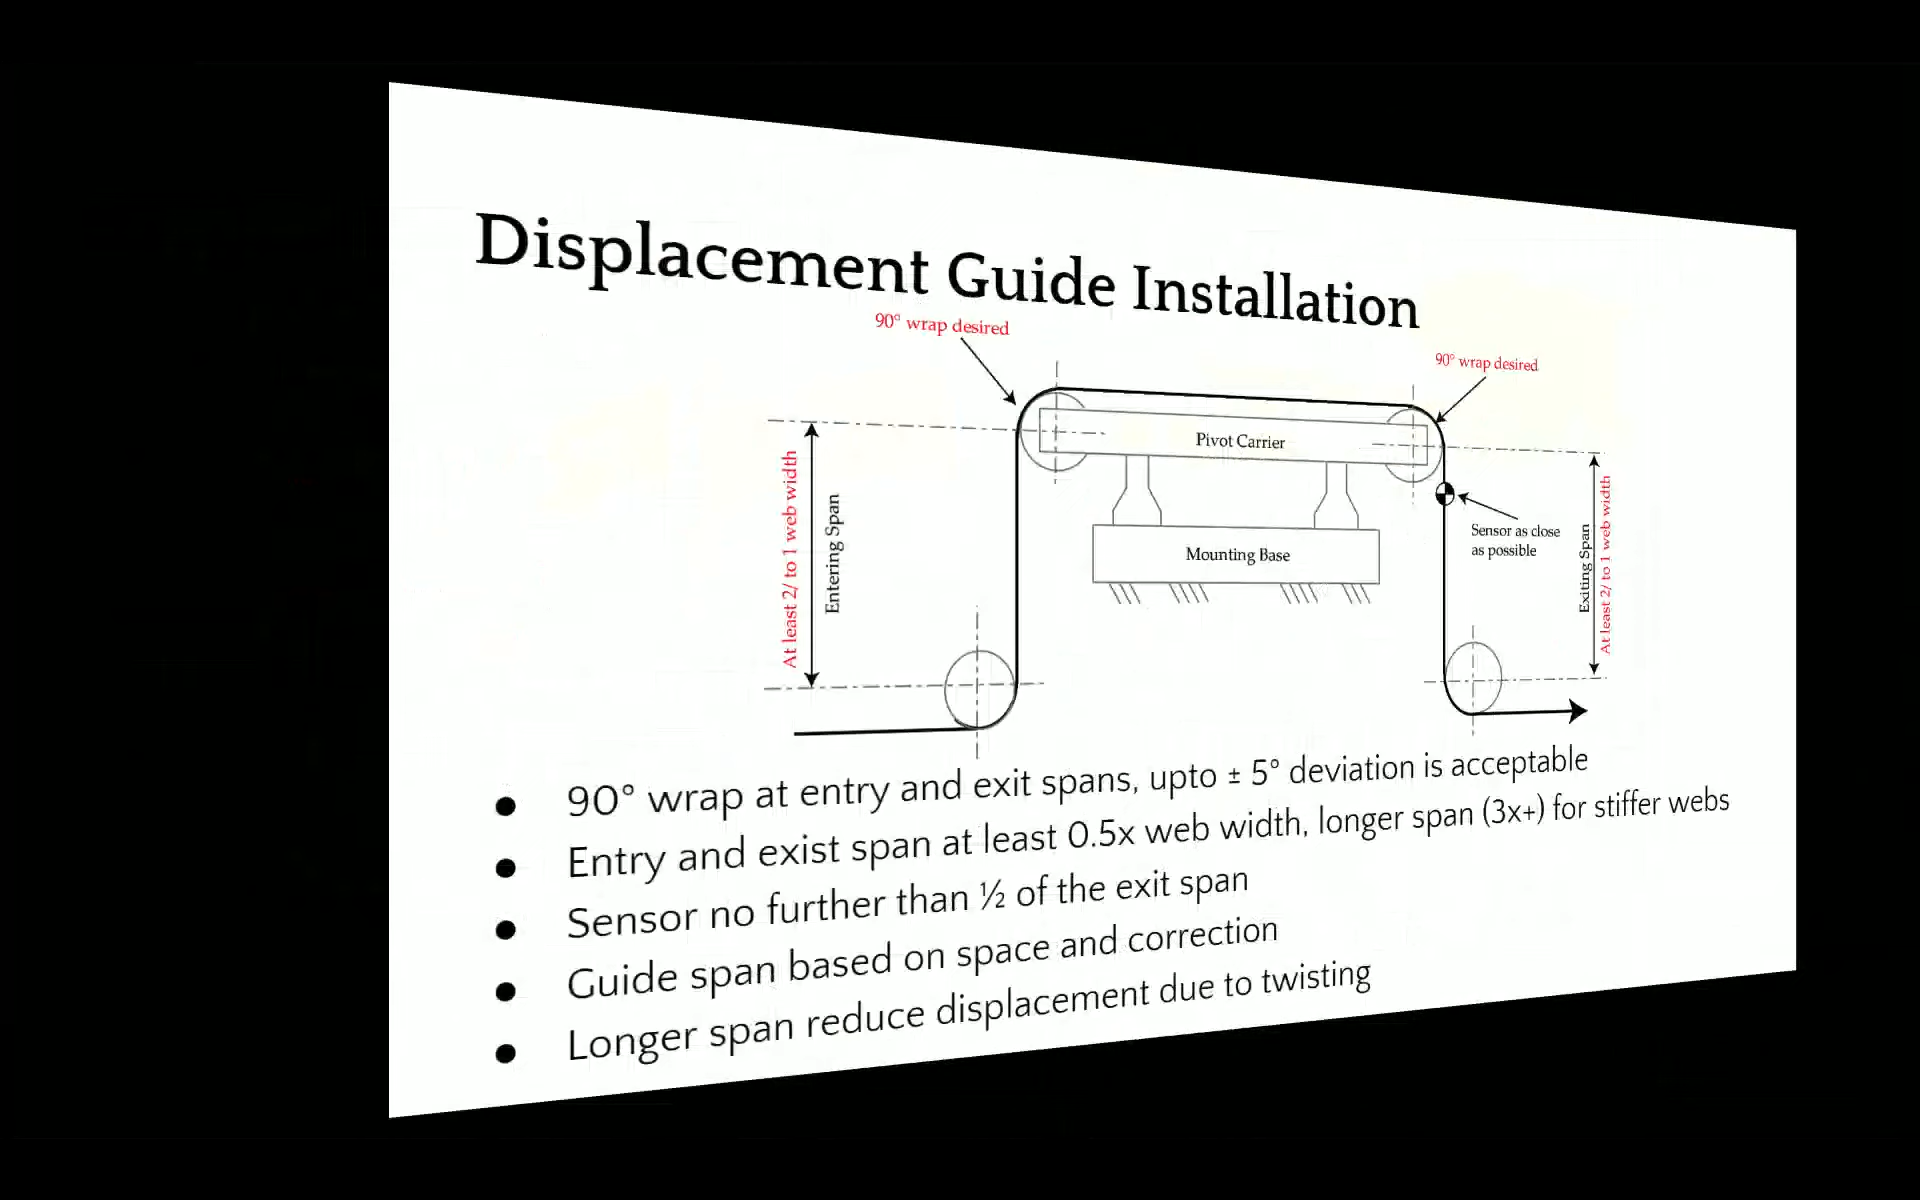 Displacement Guide Installation
90° wrap desired
90° wrap desired
Pivot Carrier
At least 2/ to 1 web width
Entering Span
Sensor as close
as possible
Exiting Span
At least 2/ to 1 web width
Mounting Base
● 90° wrap at entry and exit spans, upto ± 5° deviation is acceptable
● Entry and exist span at least 0.5x web width, longer span (3x+) for stiffer webs
● Sensor no further than ½ of the exit span
● Guide span based on space and correction
● Longer span reduce displacement due to twisting